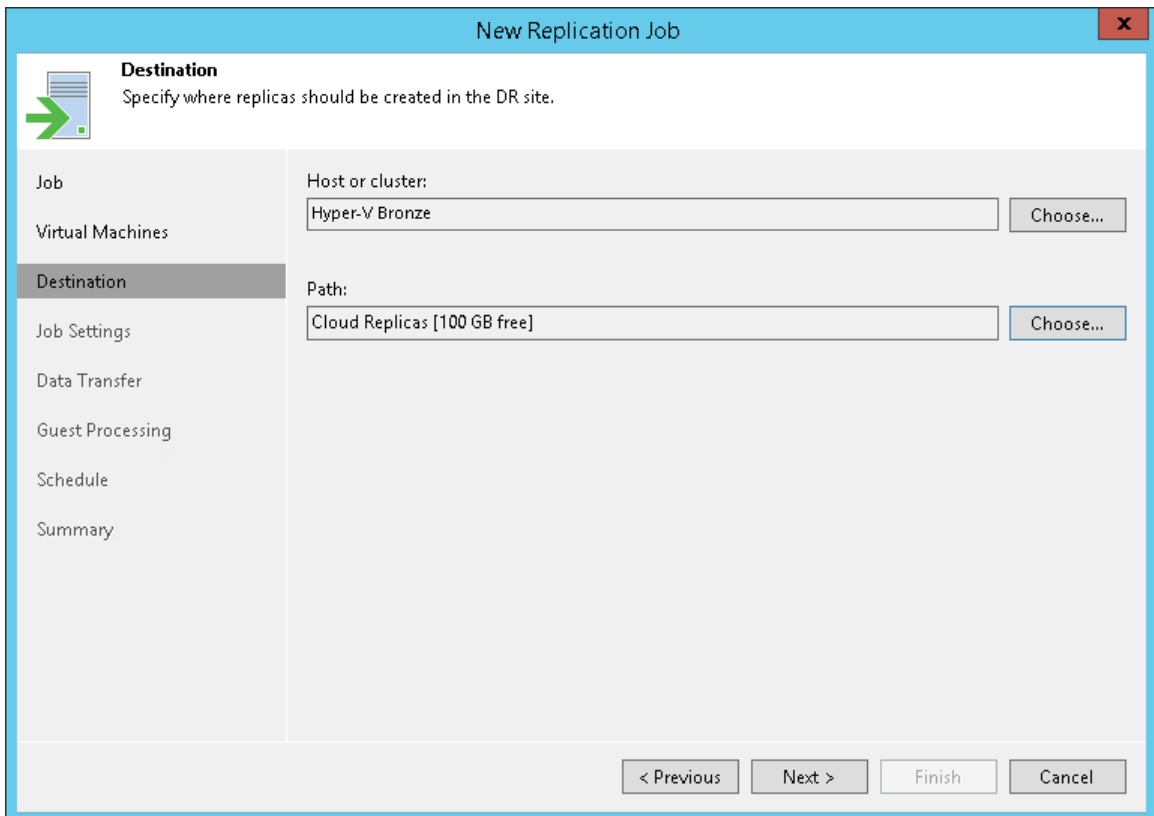 New Replication Job
x
Destination
Specify where replicas should be created in the DR site.
Job
Virtual Machines
Destination
Job Settings
Data Transfer
Guest Processing
Schedule
Summary
Host or cluster:
Hyper-V Bronze
Choose...
Path:
Cloud Replicas [100 GB free]
Choose...
< Previous
Next >
Finish
Cancel